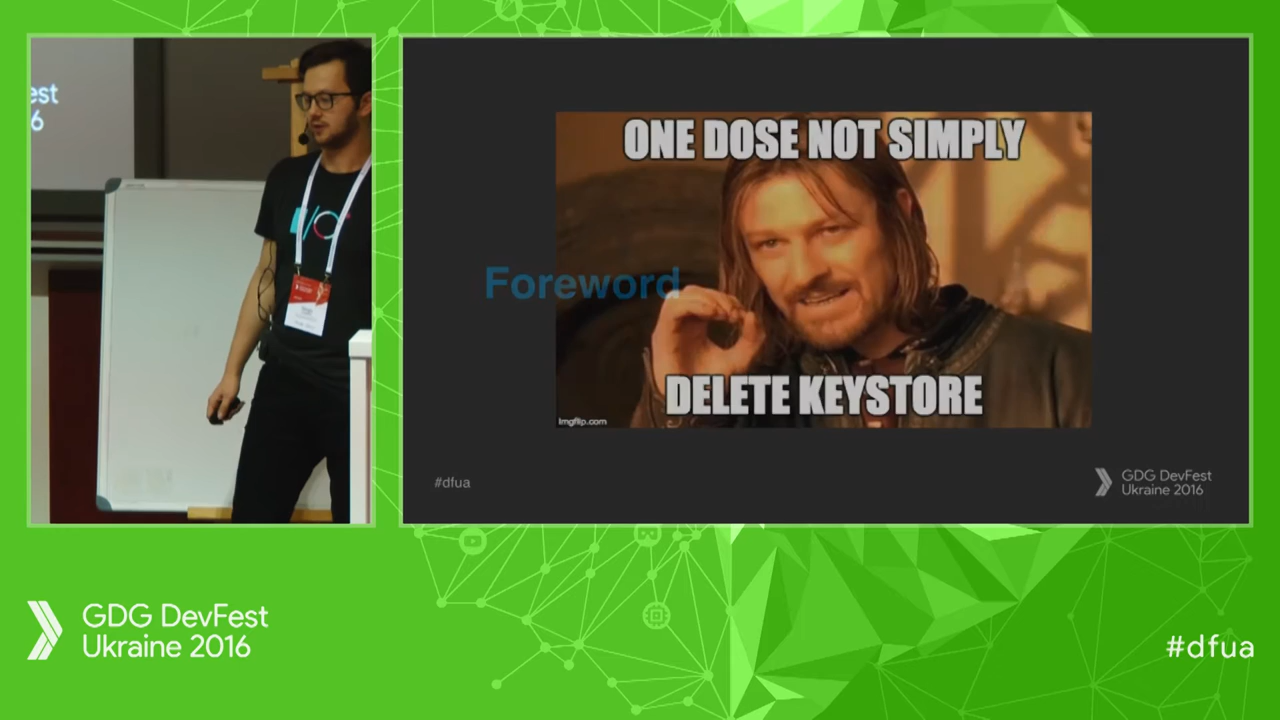 est
6
I/O
ONE DOSE NOT SIMPLY
Foreword
DELETE KEYSTORE
imgflip.com
#dfua
GDG DevFest
Ukraine 2016
GDG DevFest
Ukraine 2016
#dfua